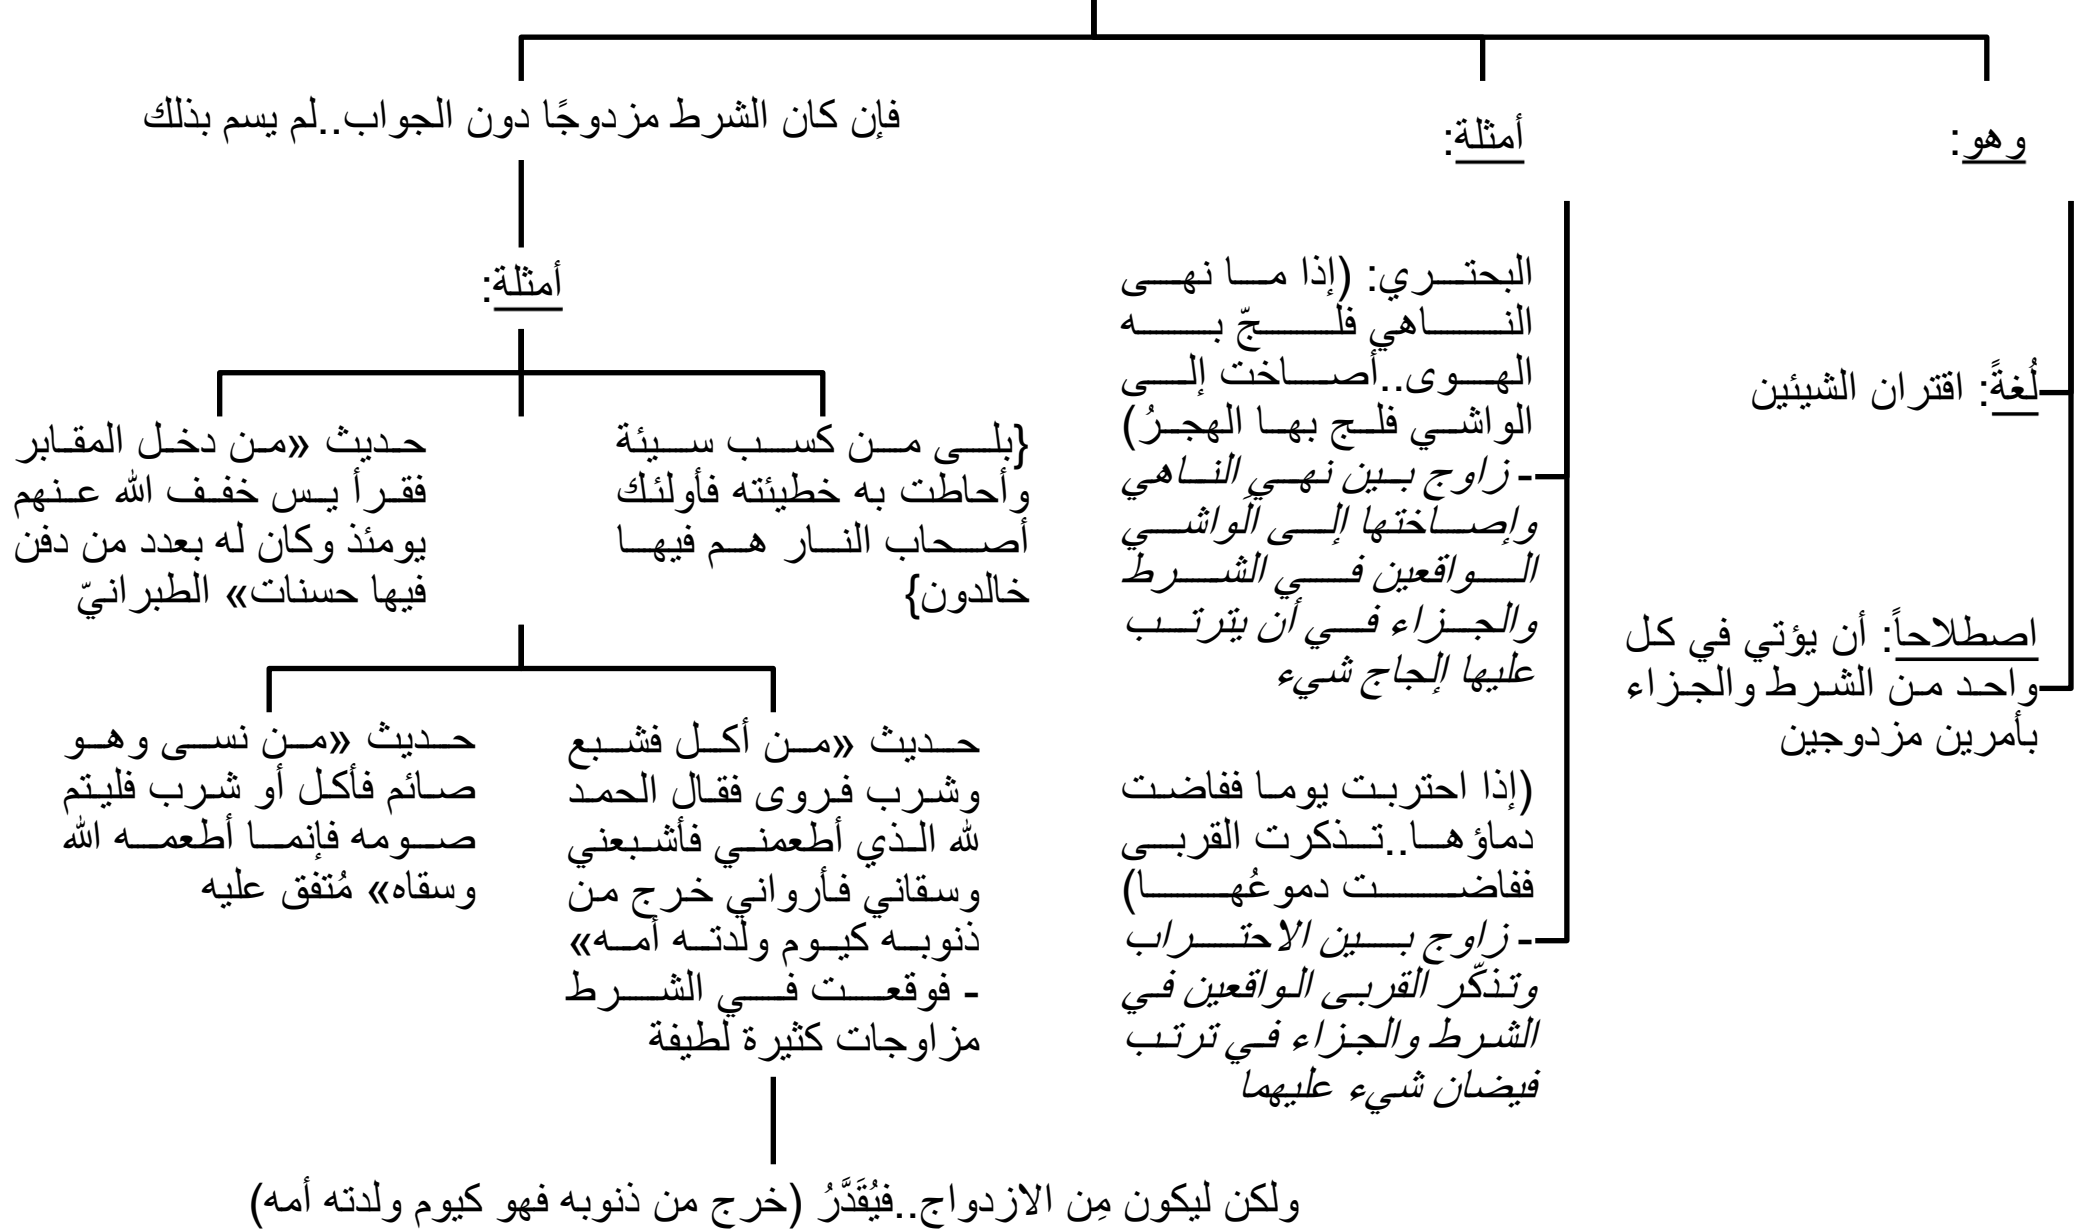 وهو:
لُغةً: اقتران الشيئين
اصطلاحاً: أن يؤتي في كل
واحد من الشرط والجزاء
بأمرين مزدوجين
أمثلة:
البحتري: (إذا ما نهى
الناهي فلجّ به
الهوى..أصاخت إلى
الواشي فلج بها الهجرُ)
- زاوج بين نهي الناهي
وإصاختها إلى الواشي
الواقعين في الشرط
والجزاء في أن يترتب
عليها إلجاج شيء
(إذا احتربت يوما ففاضت
دماؤها..تذكرت القربى
ففاضت دموعُها)
- زاوج بين الاحتراب
وتذكّر القربى الواقعين في
الشرط والجزاء في ترتب
فيضان شيء عليهما
فإن كان الشرط مزدوجًا دون الجواب..لم يسم بذلك
أمثلة:
{بلى من كسب سيئة
وأحاطت به خطيئته فأولئك
أصحاب النار هم فيها
خالدون}
حديث «من دخل المقابر
فقرأ يس خفف الله عنهم
يومئذ وكان له بعدد من دفن
فيها حسنات» الطبرانيّ
حديث «من أكل فشبع
وشرب فروى فقال الحمد
لله الذي أطعمني فأشبعني
وسقاني فأرواني خرج من
ذنوبه كيوم ولدته أمه»
- فوقعت في الشرط
مزاوجات كثيرة لطيفة
حديث «من نسى وهو
صائم فأكل أو شرب فليتم
صومه فإنما أطعمه الله
وسقاه» مُتفق عليه
ولكن ليكون مِن الازدواج..فيُقَدَّرُ (خرج من ذنوبه فهو كيوم ولدته أمه)